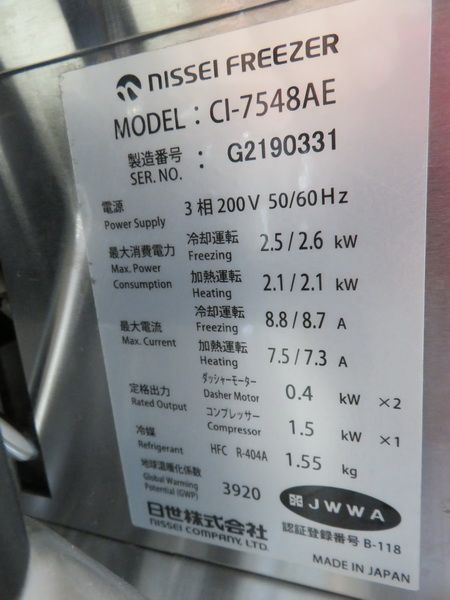 NISSEI FREEZER
MODEL : CI-7548AE
製造番号 : G2190331
SER. NO.
電源 3相200V 50/60Hz
Power Supply
最大消費電力 冷却運転 2.5/2.6 kW
Max. Power Freezing
Consumption 加熱運転 2.1/2.1 kW
Heating
最大電流 冷却運転 8.8/8.7 A
Max. Current Freezing
加熱運転 7.5/7.3 A
Heating
定格出力 ダッシャーモーター 0.4 kW ×2
Rated Output Dasher Motor
コンプレッサー 1.5 kW ×1
Compressor
冷媒 HFC R-404A 1.55 kg
Refrigerant
地球温暖化係数 3920
Global Warming
Potential (GWP)
JWWA
日世株式会社 認証登録番号 B-118
NISSEI COMPANY, LTD.
MADE IN JAPAN